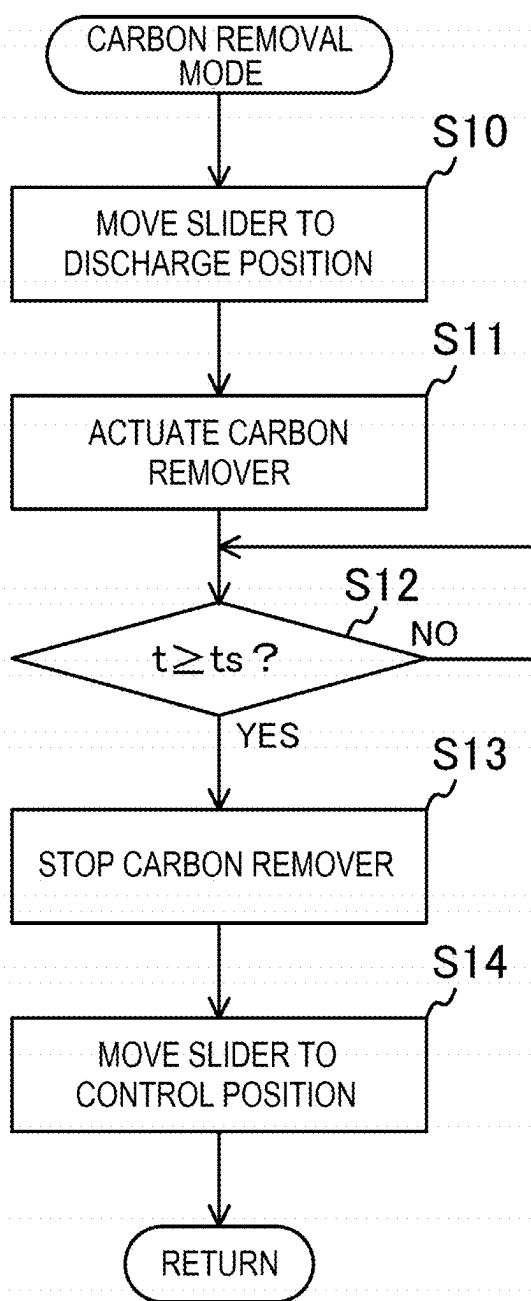 CARBON REMOVAL
MODE
S10
MOVE SLIDER TO
DISCHARGE POSITION
S11
ACTUATE CARBON
REMOVER
S12
t≥ts?
NO
YES
S13
STOP CARBON REMOVER
S14
MOVE SLIDER TO
CONTROL POSITION
RETURN